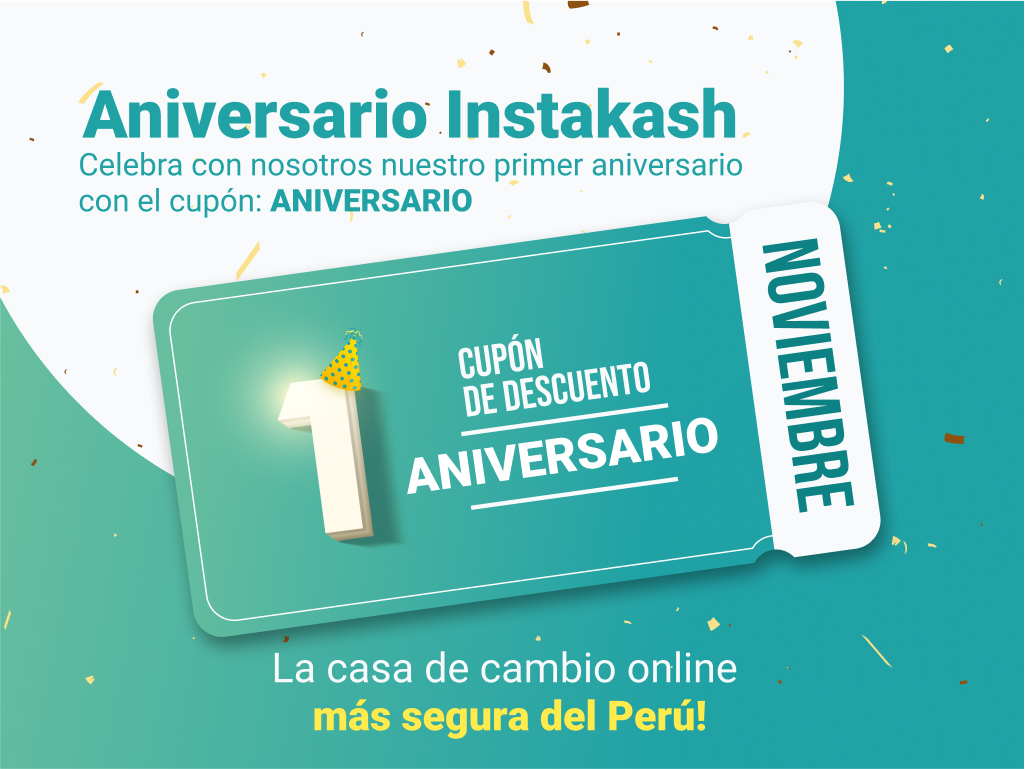 Aniversario Instakash
Celebra con nosotros nuestro primer aniversario
con el cupón: ANIVERSARIO
1
CUPÓN
DE DESCUENTO
ANIVERSARIO
NOVIEMBRE
La casa de cambio online
más segura del Perú!